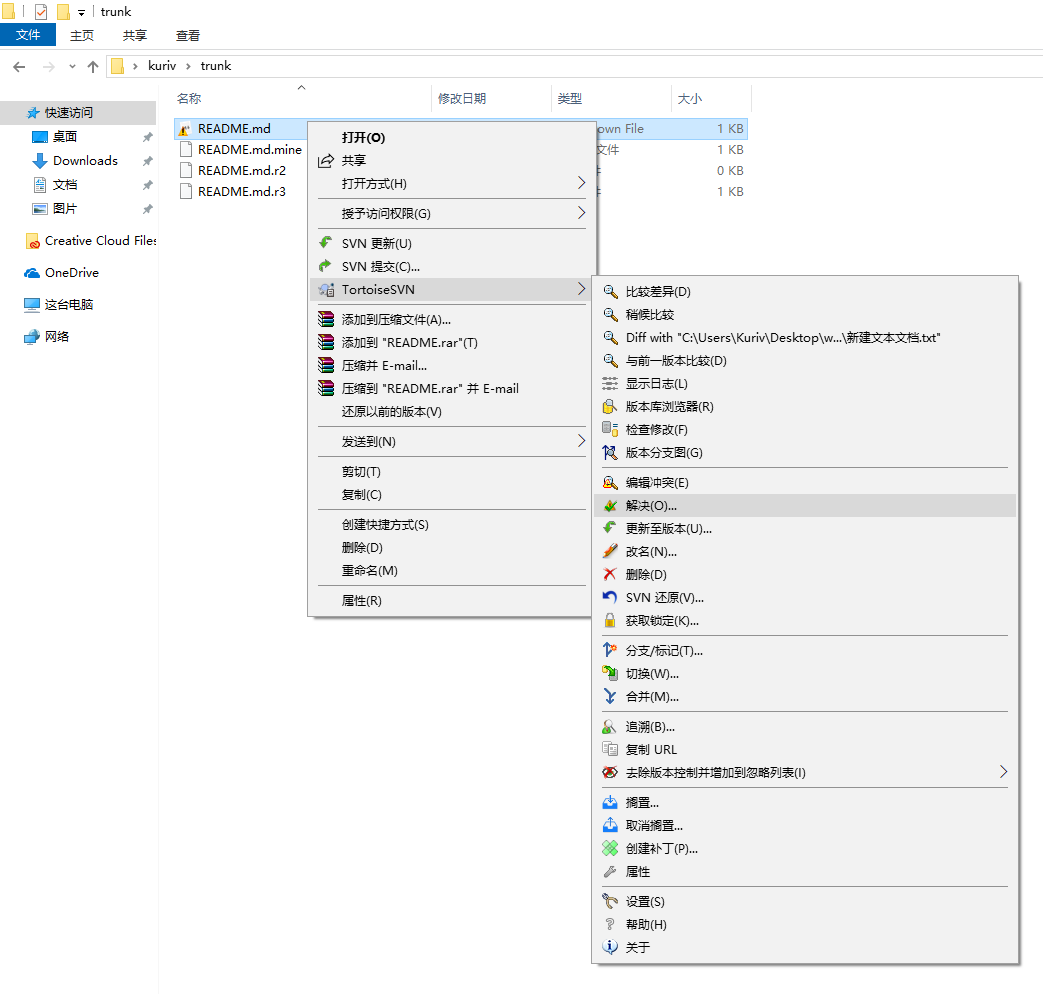 trunk
文件 主页 共享 查看
kuriv trunk
名称 修改日期 类型 大小
快速访问
桌面
Downloads
文档
图片
Creative Cloud Files
OneDrive
这台电脑
网络
README.md own File 1 KB
README.md.mine 文件 1 KB
README.md.r2 0 KB
README.md.r3 1 KB
打开(O)
共享
打开方式(H)
授予访问权限(G)
SVN 更新(U)
SVN 提交(C)...
TortoiseSVN
添加到压缩文件(A)...
添加到 "README.rar"(T)
压缩并 E-mail...
压缩到 "README.rar" 并 E-mail
还原以前的版本(V)
发送到(N)
剪切(T)
复制(C)
创建快捷方式(S)
删除(D)
重命名(M)
属性(R)
比较差异(D)
稍候比较
Diff with "C:\Users\Kuriv\Desktop\w...\新建文本文档.txt"
与前一版本比较(D)
显示日志(L)
版本库浏览器(R)
检查修改(F)
版本分支图(G)
编辑冲突(E)
解决(O)...
更新至版本(U)...
改名(N)...
删除(D)
SVN 还原(V)...
获取锁定(K)...
分支/标记(T)...
切换(W)...
合并(M)...
追溯(B)...
复制 URL
去除版本控制并增加到忽略列表(I)
搁置...
取消搁置...
创建补丁(P)...
属性
设置(S)
帮助(H)
关于